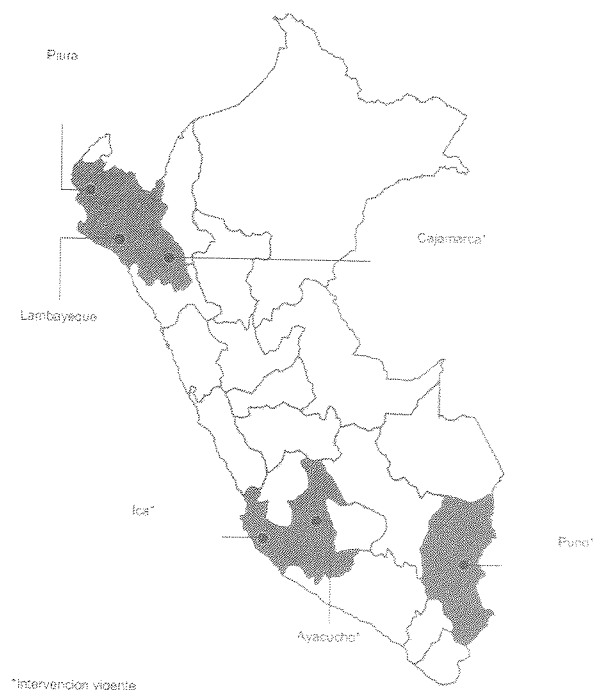 Piura
Cajamarca*
Lambayeque
Ica*
Puno*
Ayacucho*
*Intervención vigente